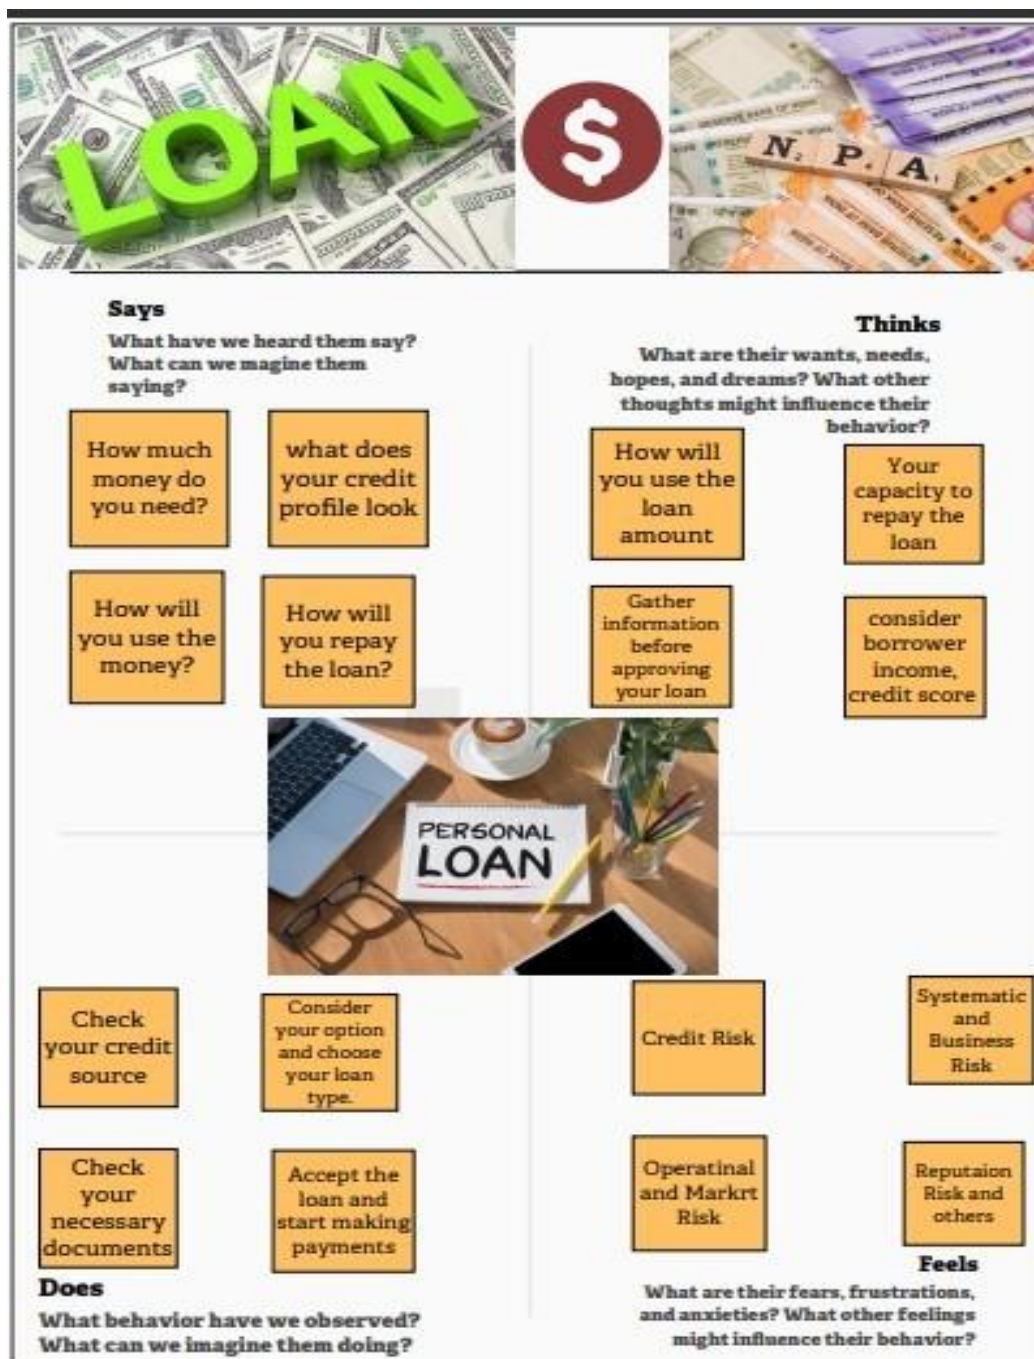 LOAN
$
N P A
Says
What have we heard them say?
What can we magine them
saying?
Thinks
What are their wants, needs,
hopes, and dreams? What other
thoughts might influence their
behavior?
How much
money do
you need?
what does
your credit
profile look
How will
you use the
loan
amount
Your
capacity to
repay the
loan
How will
you use the
money?
How will
you repay
the loan?
Gather
information
before
approving
your loan
consider
borrower
income,
credit score
PERSONAL
LOAN
Check
your credit
source
Consider
your option
and choose
your loan
type.
Credit Risk
Systematic
and
Business
Risk
Check
your
necessary
documents
Accept the
loan and
start making
payments
Operatinal
and Markrt
Risk
Reputaion
Risk and
others
Does
What behavior have we observed?
What can we imagine them doing?
Feels
What are their fears, frustrations,
and anxieties? What other feelings
might influence their behavior?